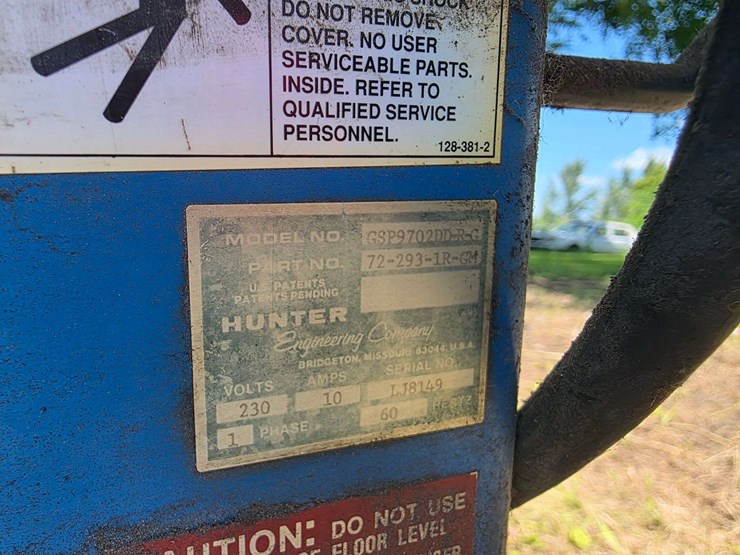 SHOCK
DO NOT REMOVE
COVER. NO USER
SERVICEABLE PARTS.
INSIDE. REFER TO
QUALIFIED SERVICE
PERSONNEL.
128-381-2
MODEL NO. GSP9702DD-R-G
PART NO. 72-293-1R-GM
U.S. PATENTS
PATENTS PENDING
HUNTER
Engineering Company
BRIDGETON, MISSOURI 63044 U.S.A.
VOLTS AMPS SERIAL NO.
230 10 LJ8149
1 PHASE 60 HERTZ
CAUTION: DO NOT USE
FLOOR LEVEL